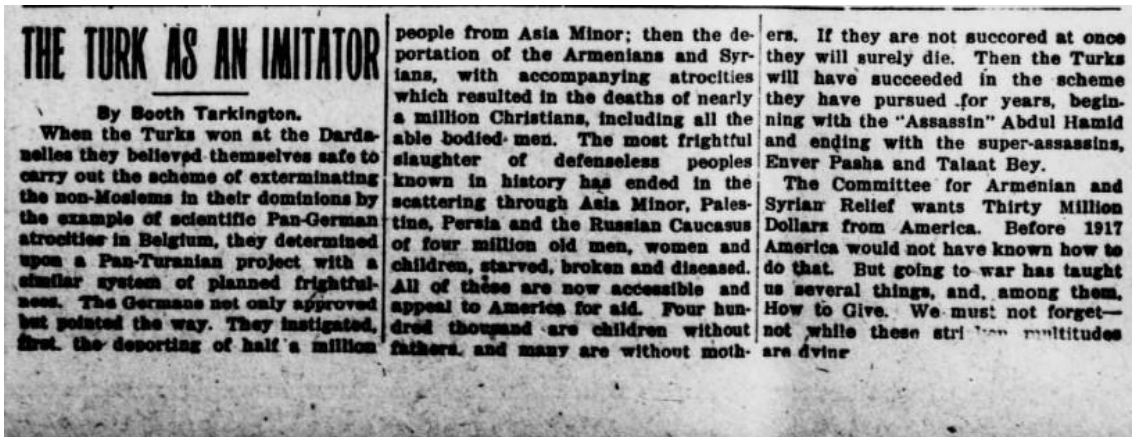 THE TURK AS AN IMITATOR
By Booth Tarkington.
When the Turks won at the Darda-
nelles they believed themselves safe to
carry out the scheme of exterminating
the non-Moslems in their dominions by
the example of scientific Pan-German
atrocities in Belgium, they determined
upon a Pan-Turanian project with a
similar system of planned frightful-
ness. The Germans not only approved
but pointed the way. They instigated,
first, the deporting of half a million
people from Asia Minor; then the de-
portation of the Armenians and Syr-
ians, with accompanying atrocities
which resulted in the deaths of nearly
a million Christians, including all the
able bodied men. The most frightful
slaughter of defenseless peoples
known in history has ended in the
scattering through Asia Minor, Pales-
tine, Persia and the Russian Caucasus
of four million old men, women and
children, starved, broken and diseased.
All of these are now accessible and
appeal to America for aid. Four hun-
dred thousand are children without
fathers, and many are without moth-
ers. If they are not succored at once
they will surely die. Then the Turks
will have succeeded in the scheme
they have pursued for years, begin-
ning with the "Assassin" Abdul Hamid
and ending with the super-assassins,
Enver Pasha and Talaat Bey.
The Committee for Armenian and
Syrian Relief wants Thirty Million
Dollars from America. Before 1917
America would not have known how to
do that. But going to war has taught
us several things, and, among them,
How to Give. We must not forget—
not while these multitudes
are dying